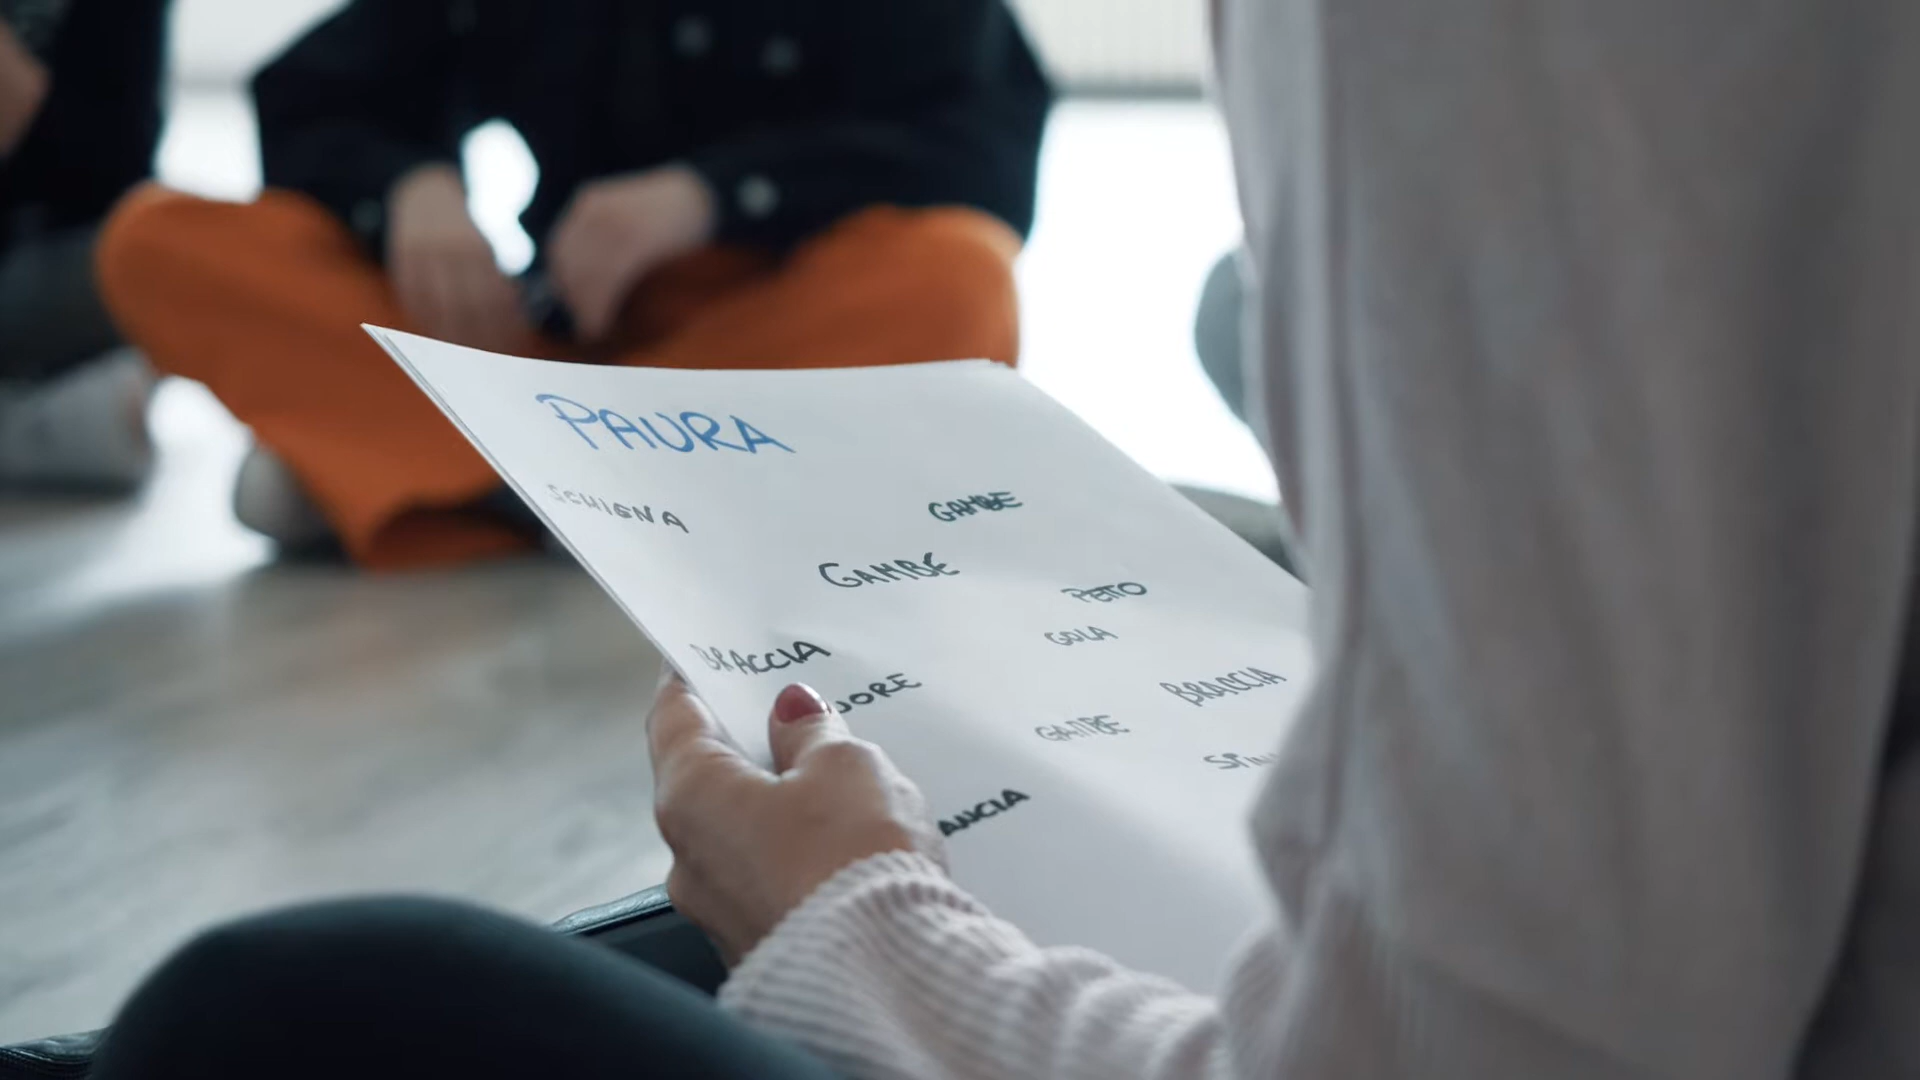 PAURA
SCHIENA
GAMBE
GAMBE
PETTO
GOLA
BRACCIA
BRACCIA
GAMBE